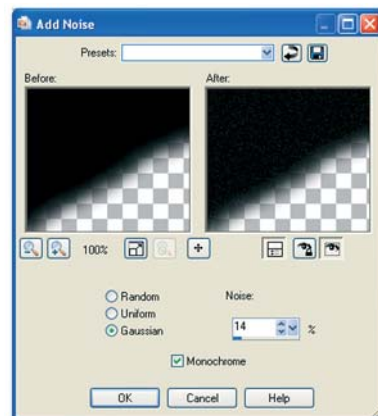 Add Noise
Presets:
Before:
After:
100%
Random
Noise:
Uniform
Gaussian
14 %
Monochrome
OK Cancel Help